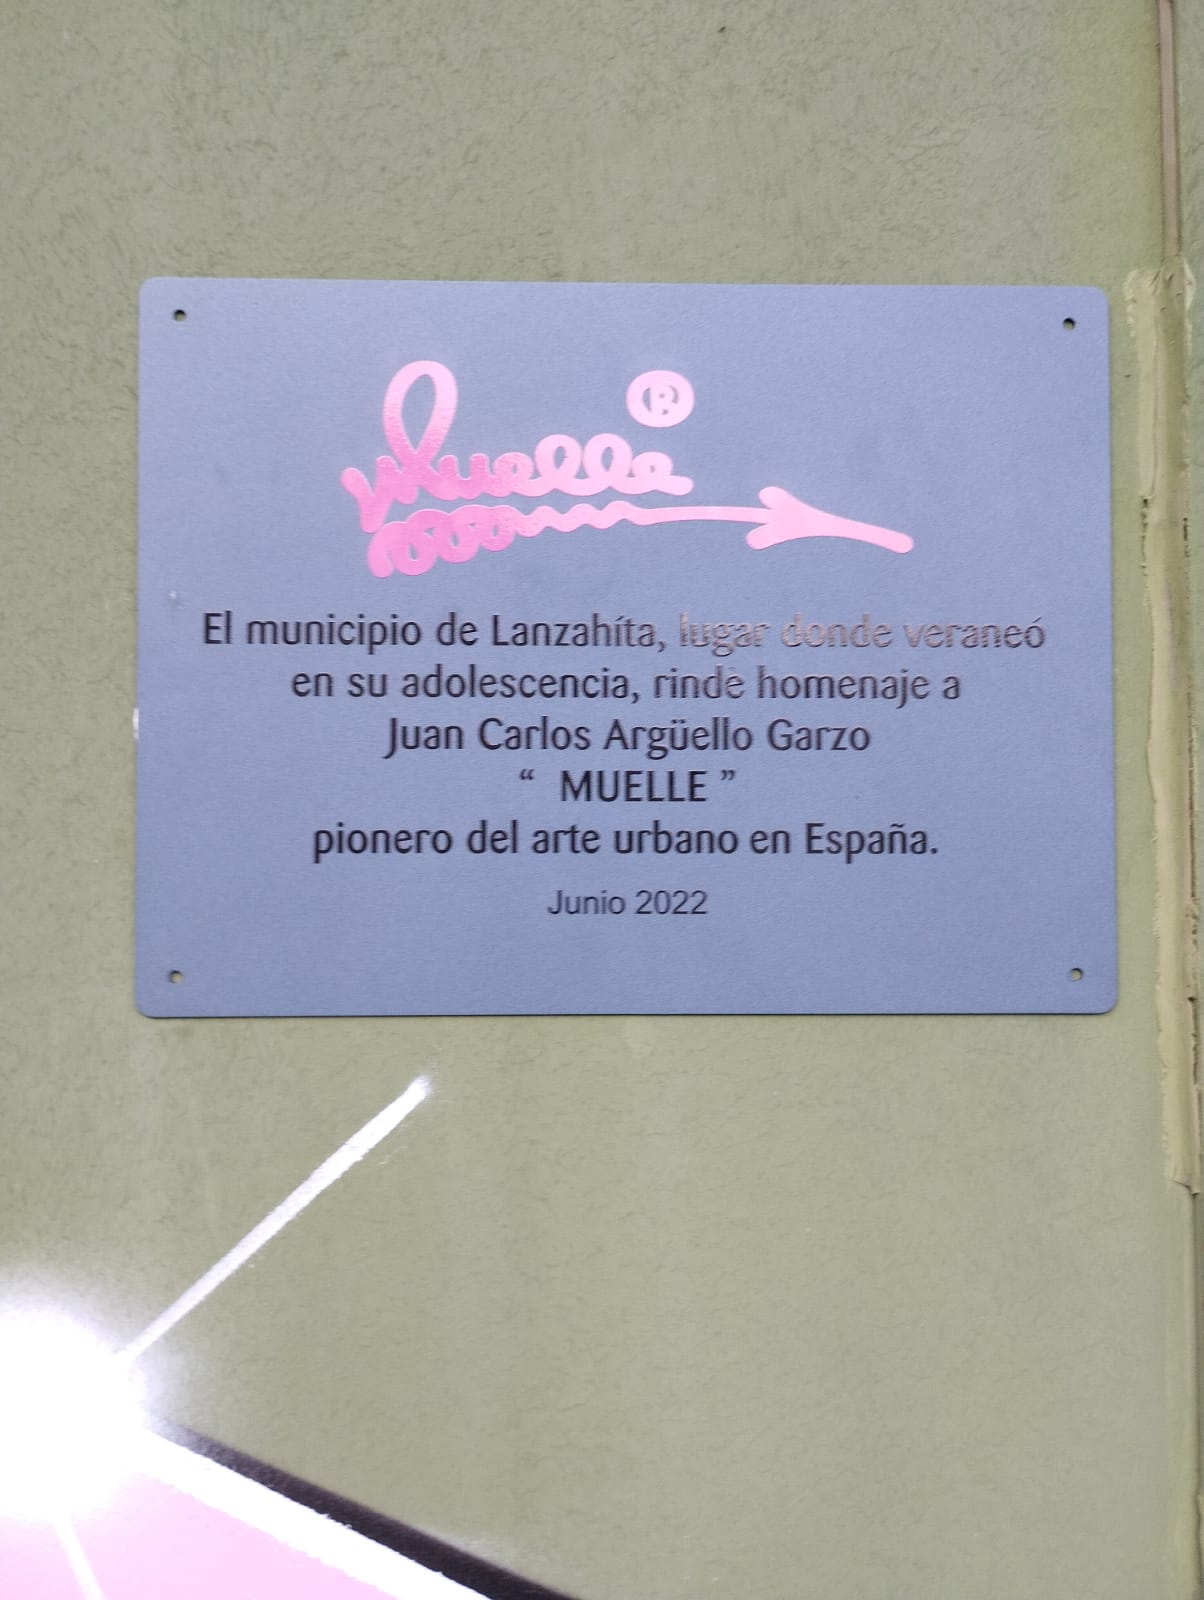 Muelle ®
El municipio de Lanzahíta, lugar donde veraneó
en su adolescencia, rinde homenaje a
Juan Carlos Argüello Garzo
“ MUELLE ”
pionero del arte urbano en España.
Junio 2022